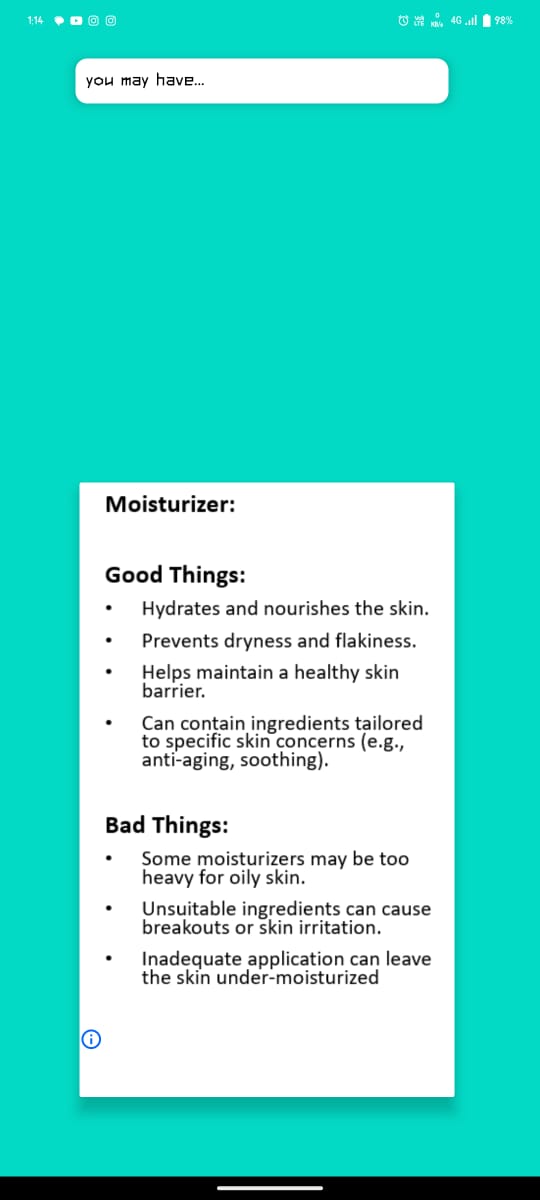 1:14
4G 98%
you may have...
Moisturizer:
Good Things:
• Hydrates and nourishes the skin.
• Prevents dryness and flakiness.
• Helps maintain a healthy skin
barrier.
• Can contain ingredients tailored
to specific skin concerns (e.g.,
anti-aging, soothing).
Bad Things:
• Some moisturizers may be too
heavy for oily skin.
• Unsuitable ingredients can cause
breakouts or skin irritation.
• Inadequate application can leave
the skin under-moisturized